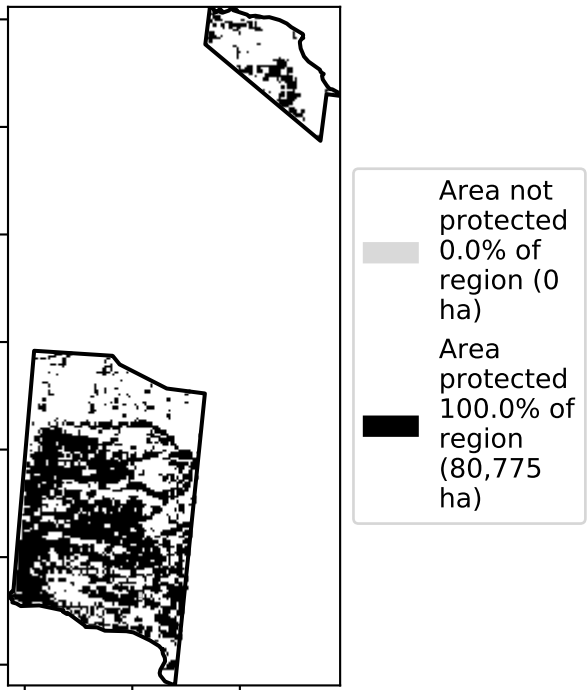 Area not
protected
0.0% of
region (0
ha)
Area
protected
100.0% of
region
(80,775
ha)